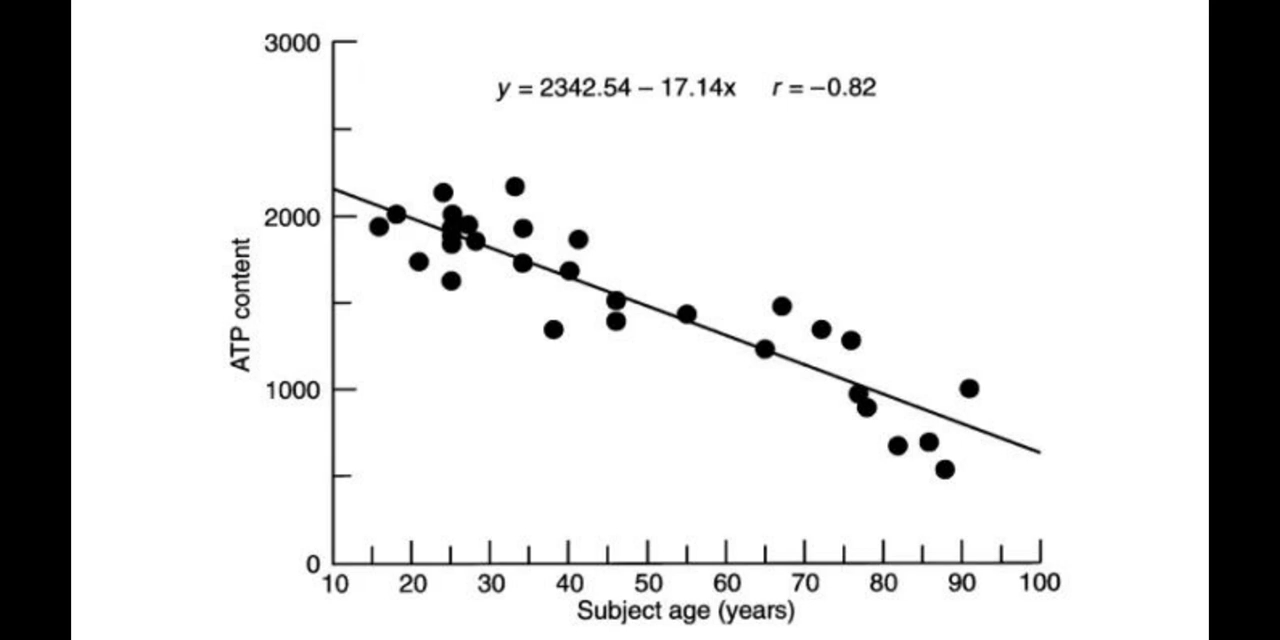 3000
y = 2342.54 – 17.14x r = –0.82
2000
ATP content
1000
0
10 20 30 40 50 60 70 80 90 100
Subject age (years)